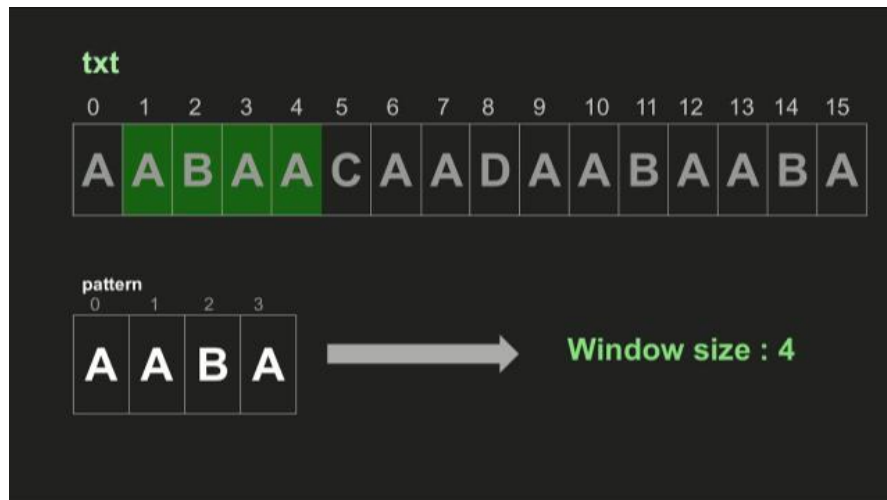 txt
0 1 2 3 4 5 6 7 8 9 10 11 12 13 14 15
A A B A A C A A D A A B A A B A
pattern
0 1 2 3
A A B A
Window size : 4